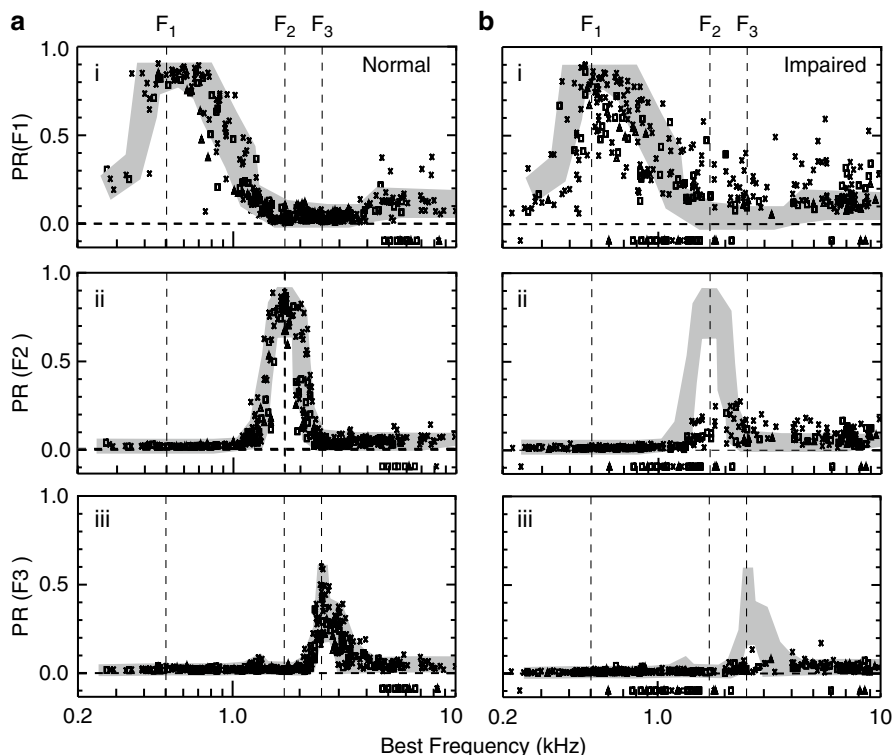 a
F1
F2
F3
b
F1
F2
F3
i
Normal
i
Impaired
1.0
0.5
0.0
PR(F1)
ii
ii
1.0
0.5
0.0
PR (F2)
iii
iii
1.0
0.5
0.0
PR (F3)
0.2
1.0
10
0.2
1.0
10
Best Frequency (kHz)